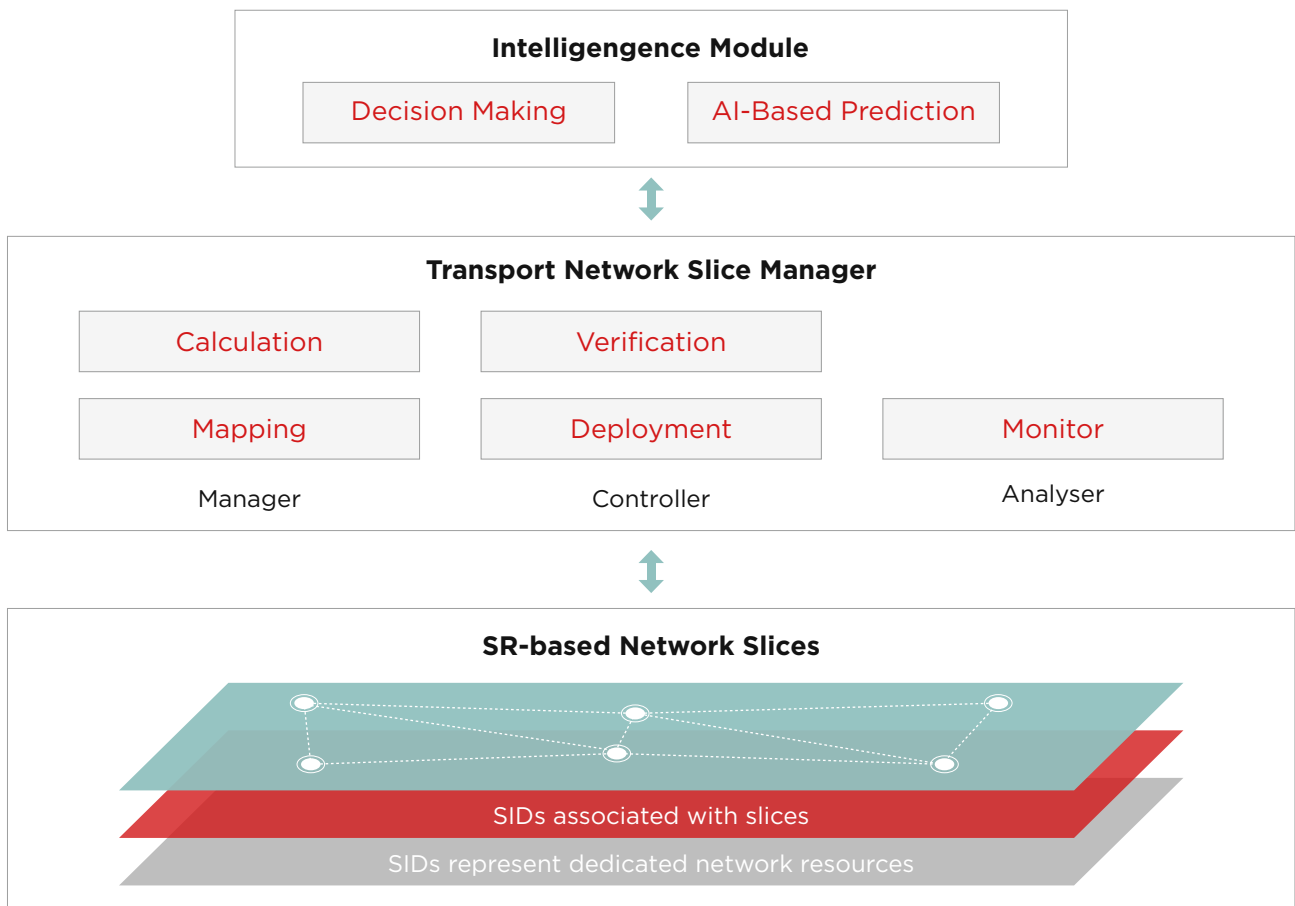 Intelligengence Module
Decision Making
AI-Based Prediction
Transport Network Slice Manager
Calculation
Verification
Mapping
Deployment
Monitor
Manager
Controller
Analyser
SR-based Network Slices
SIDs associated with slices
SIDs represent dedicated network resources